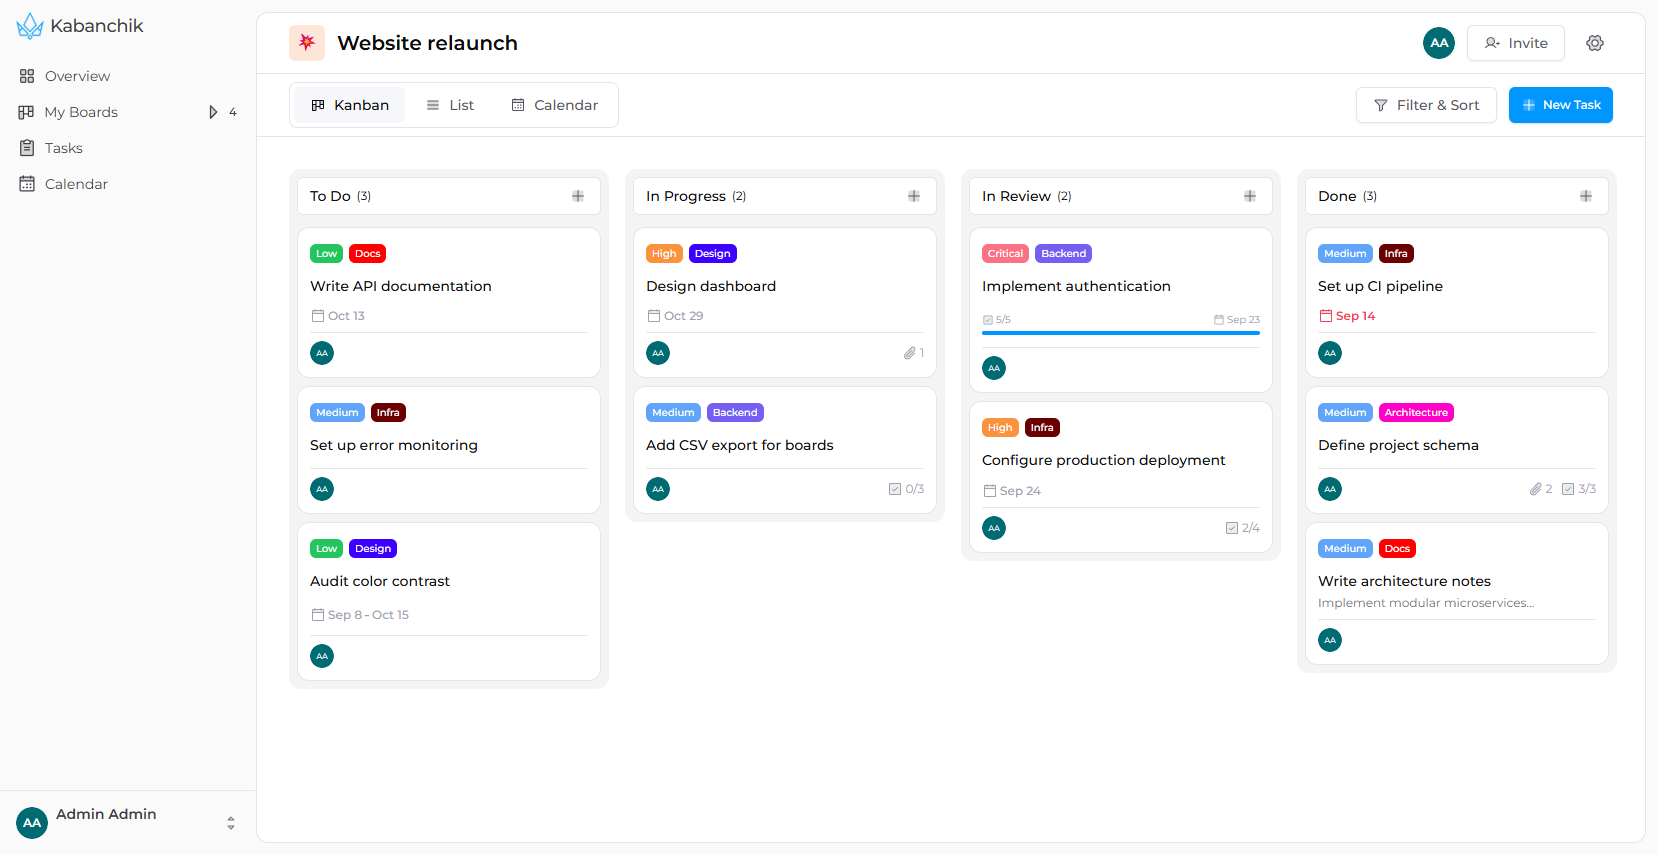 Kabanchik
Overview
My Boards 4
Tasks
Calendar
Admin Admin
AA
Website relaunch
AA
Invite
Kanban List Calendar
Filter & Sort
New Task
To Do (3)
Low Docs
Write API documentation
Oct 13
AA
Medium Infra
Set up error monitoring
AA
Low Design
Audit color contrast
Sep 8 - Oct 15
AA
In Progress (2)
High Design
Design dashboard
Oct 29
AA 1
Medium Backend
Add CSV export for boards
AA 0/3
In Review (2)
Critical Backend
Implement authentication
5/5 Sep 23
AA
High Infra
Configure production deployment
Sep 24
AA 2/4
Done (3)
Medium Infra
Set up CI pipeline
Sep 14
AA
Medium Architecture
Define project schema
AA 2 3/3
Medium Docs
Write architecture notes
Implement modular microservices...
AA